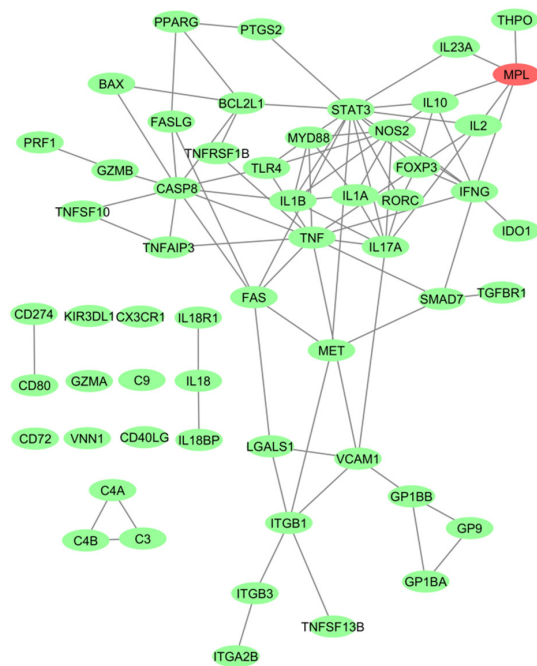 THPO
PPARG
PTGS2
IL23A
MPL
BAX
BCL2L1
STAT3
IL10
FASLG
MYD88
NOS2
IL2
PRF1
TNFRSF1B
GZMB
TLR4
FOXP3
CASP8
IL1B
IL1A
RORC
IFNG
TNFSF10
TNF
IDO1
TNFAIP3
IL17A
FAS
SMAD7
TGFBR1
CD274
KIR3DL1
CX3CR1
IL18R1
MET
CD80
GZMA
C9
IL18
CD72
VNN1
CD40LG
IL18BP
LGALS1
VCAM1
C4A
GP1BB
C4B
C3
ITGB1
GP9
GP1BA
ITGB3
TNFSF13B
ITGA2B